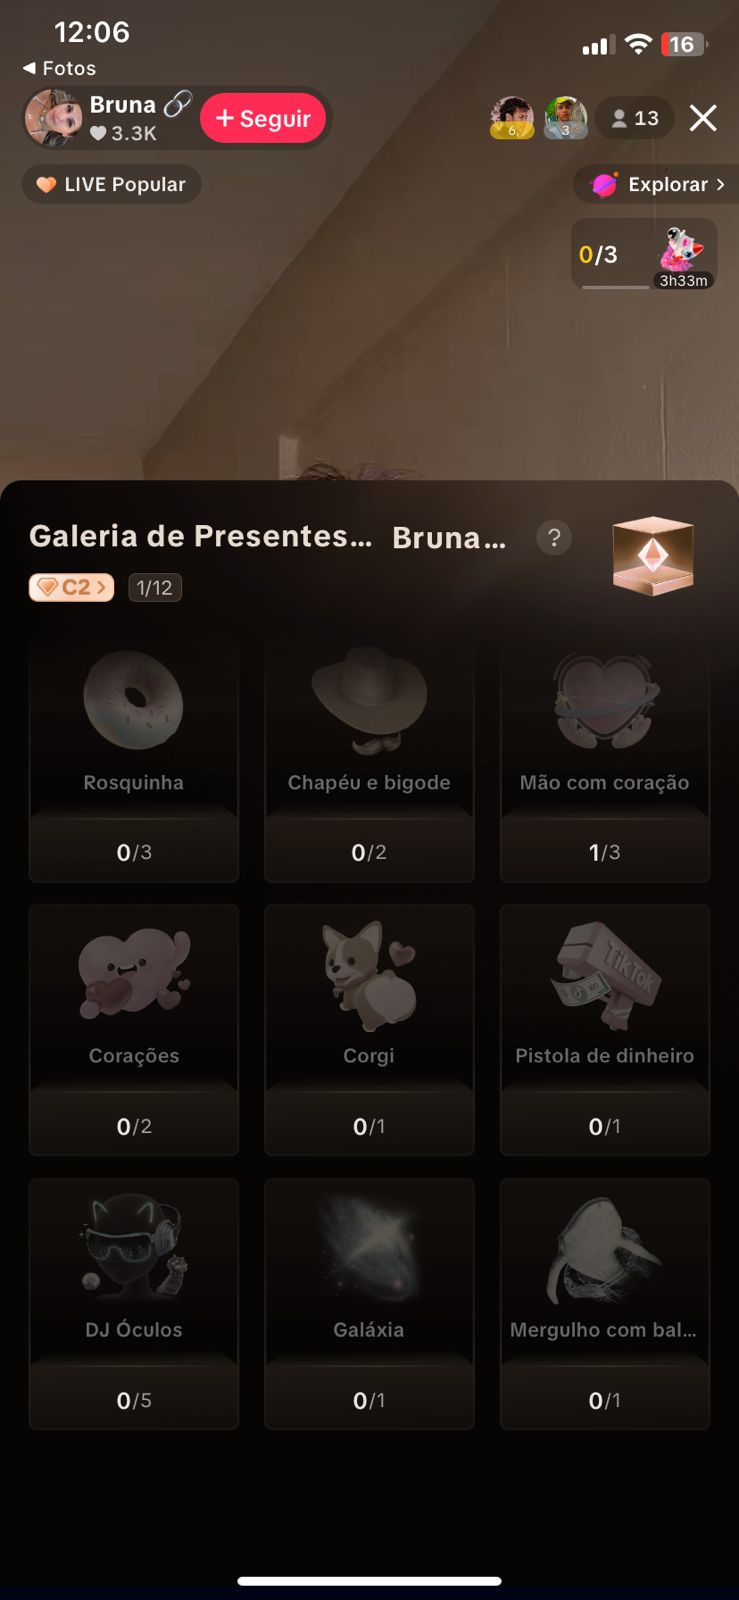 12:06
16
◀ Fotos
Bruna 🔗
3.3K
+ Seguir
6
3
13
LIVE Popular
Explorar >
0/3
3h33m
Galeria de Presentes... Bruna... ?
C2 > 1/12
Rosquinha
Chapéu e bigode
Mão com coração
0/3
0/2
1/3
TikTok
Corações
Corgi
Pistola de dinheiro
0/2
0/1
0/1
DJ Óculos
Galáxia
Mergulho com bal...
0/5
0/1
0/1